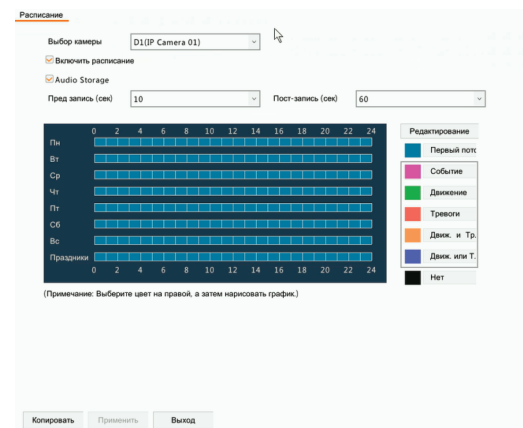 Расписание
Выбор камеры D1(IP Camera 01)
Включить расписание
Audio Storage
Пред запись (сек) 10 Пост-запись (сек) 60
0 2 4 6 8 10 12 14 16 18 20 22 24
Редактирование
Пн
Вт
Ср
Чт
Пт
Сб
Вс
Праздники
0 2 4 6 8 10 12 14 16 18 20 22 24
Первый пото
Событие
Движение
Тревоги
Движ. и Тр.
Движ. или Т.
Нет
(Примечание: Выберите цвет на правой, а затем нарисовать график.)
Копировать Применить Выход